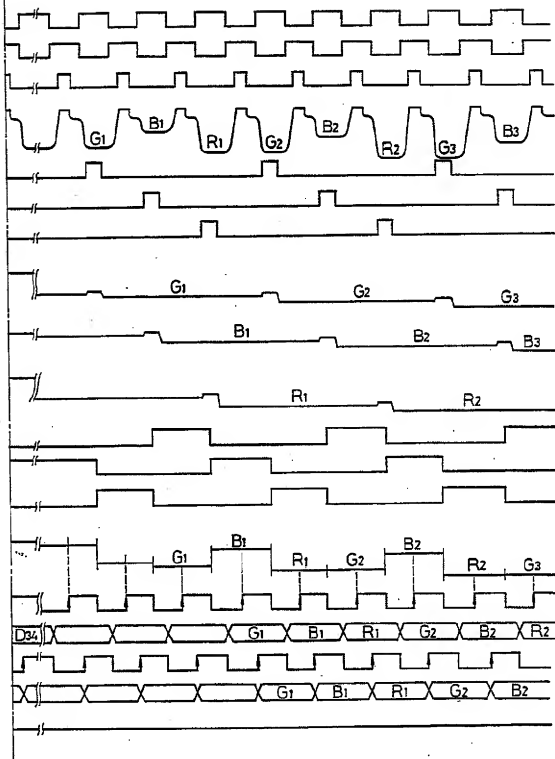 G1 B1 R1 G2 B2 R2 G3 B3
G1 G2 G3
B1 B2 B3
R1 R2
G1 B1 R1 G2 B2 R2 G3
D34 G1 B1 R1 G2 B2 R2
G1 B1 R1 G2 B2